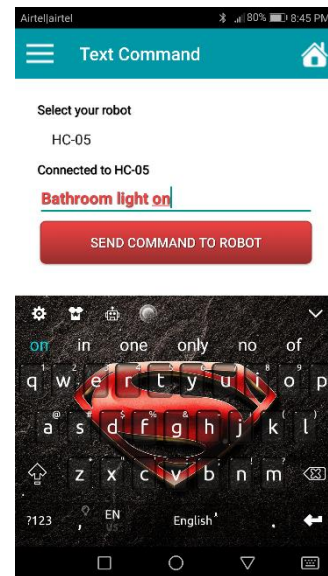 Airtel|airtel 80% 8:45 PM
Text Command
Select your robot
HC-05
Connected to HC-05
Bathroom light on
SEND COMMAND TO ROBOT
on in one only no of
q w e r t y u i o p
a s d f g h j k l
z x c v b n m
?123 , EN US English .